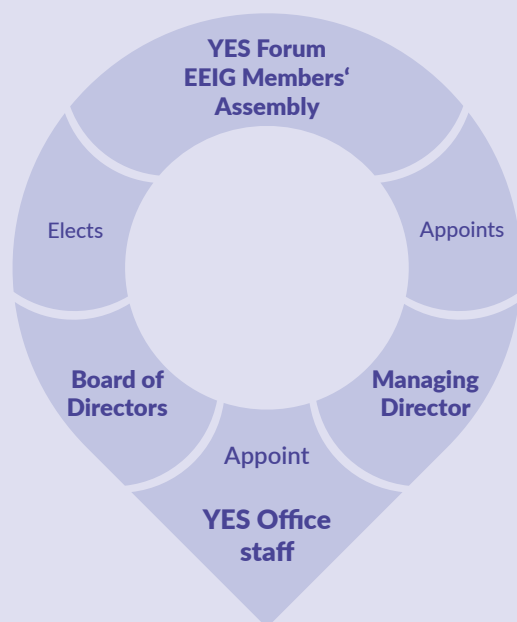 YES Forum
EEIG Members‘
Assembly
Elects
Appoints
Board of
Directors
Managing
Director
Appoint
YES Office
staff